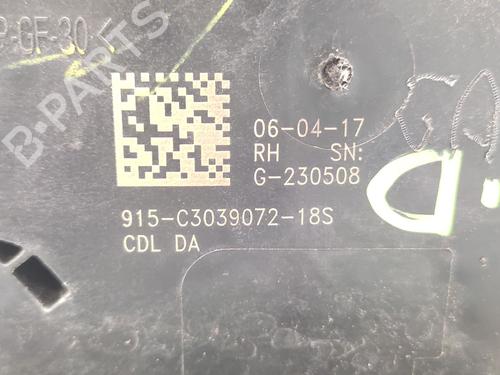 P-GF-30<
06-04-17
RH SN:
G-230508
915-C3039072-18S
CDL DA
D
B-PARTS